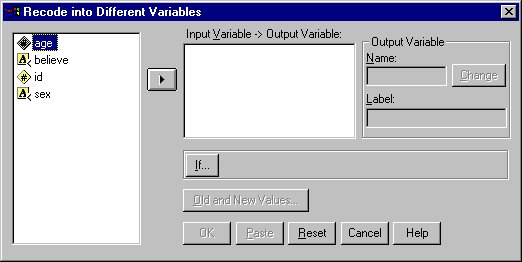 Recode into Different Variables
age
believe
id
sex
Input Variable -> Output Variable:
Output Variable
Name:
Change
Label:
If...
Old and New Values...
OK
Paste
Reset
Cancel
Help